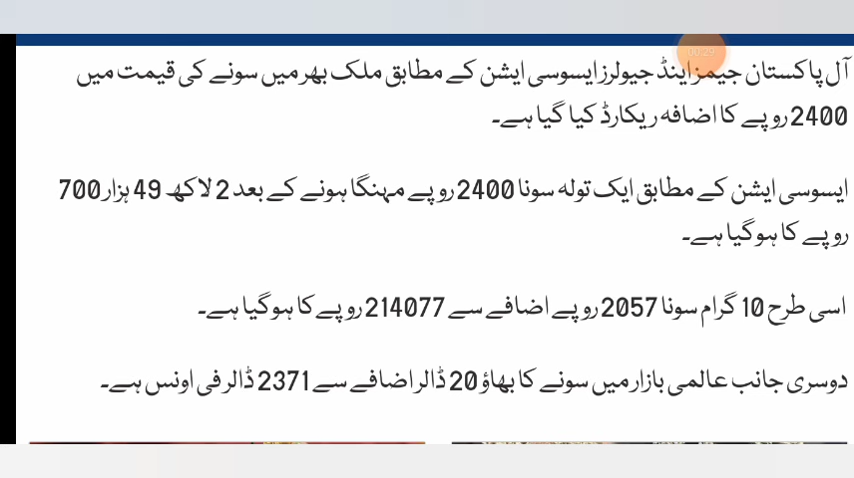 00:29
آل پاکستان جیمز اینڈ جیولرز ایسوسی ایشن کے مطابق ملک بھر میں سونے کی قیمت میں
2400 روپے کا اضافہ ریکارڈ کیا گیا ہے۔
ایسوسی ایشن کے مطابق ایک تولہ سونا 2400 روپے مہنگا ہونے کے بعد 2 لاکھ 49 ہزار 700
روپے کا ہوگیا ہے۔
اسی طرح 10 گرام سونا 2057 روپے اضافے سے 214077 روپے کا ہوگیا ہے۔
دوسری جانب عالمی بازار میں سونے کا بھاؤ 20 ڈالر اضافے سے 2371 ڈالر فی اونس ہے۔